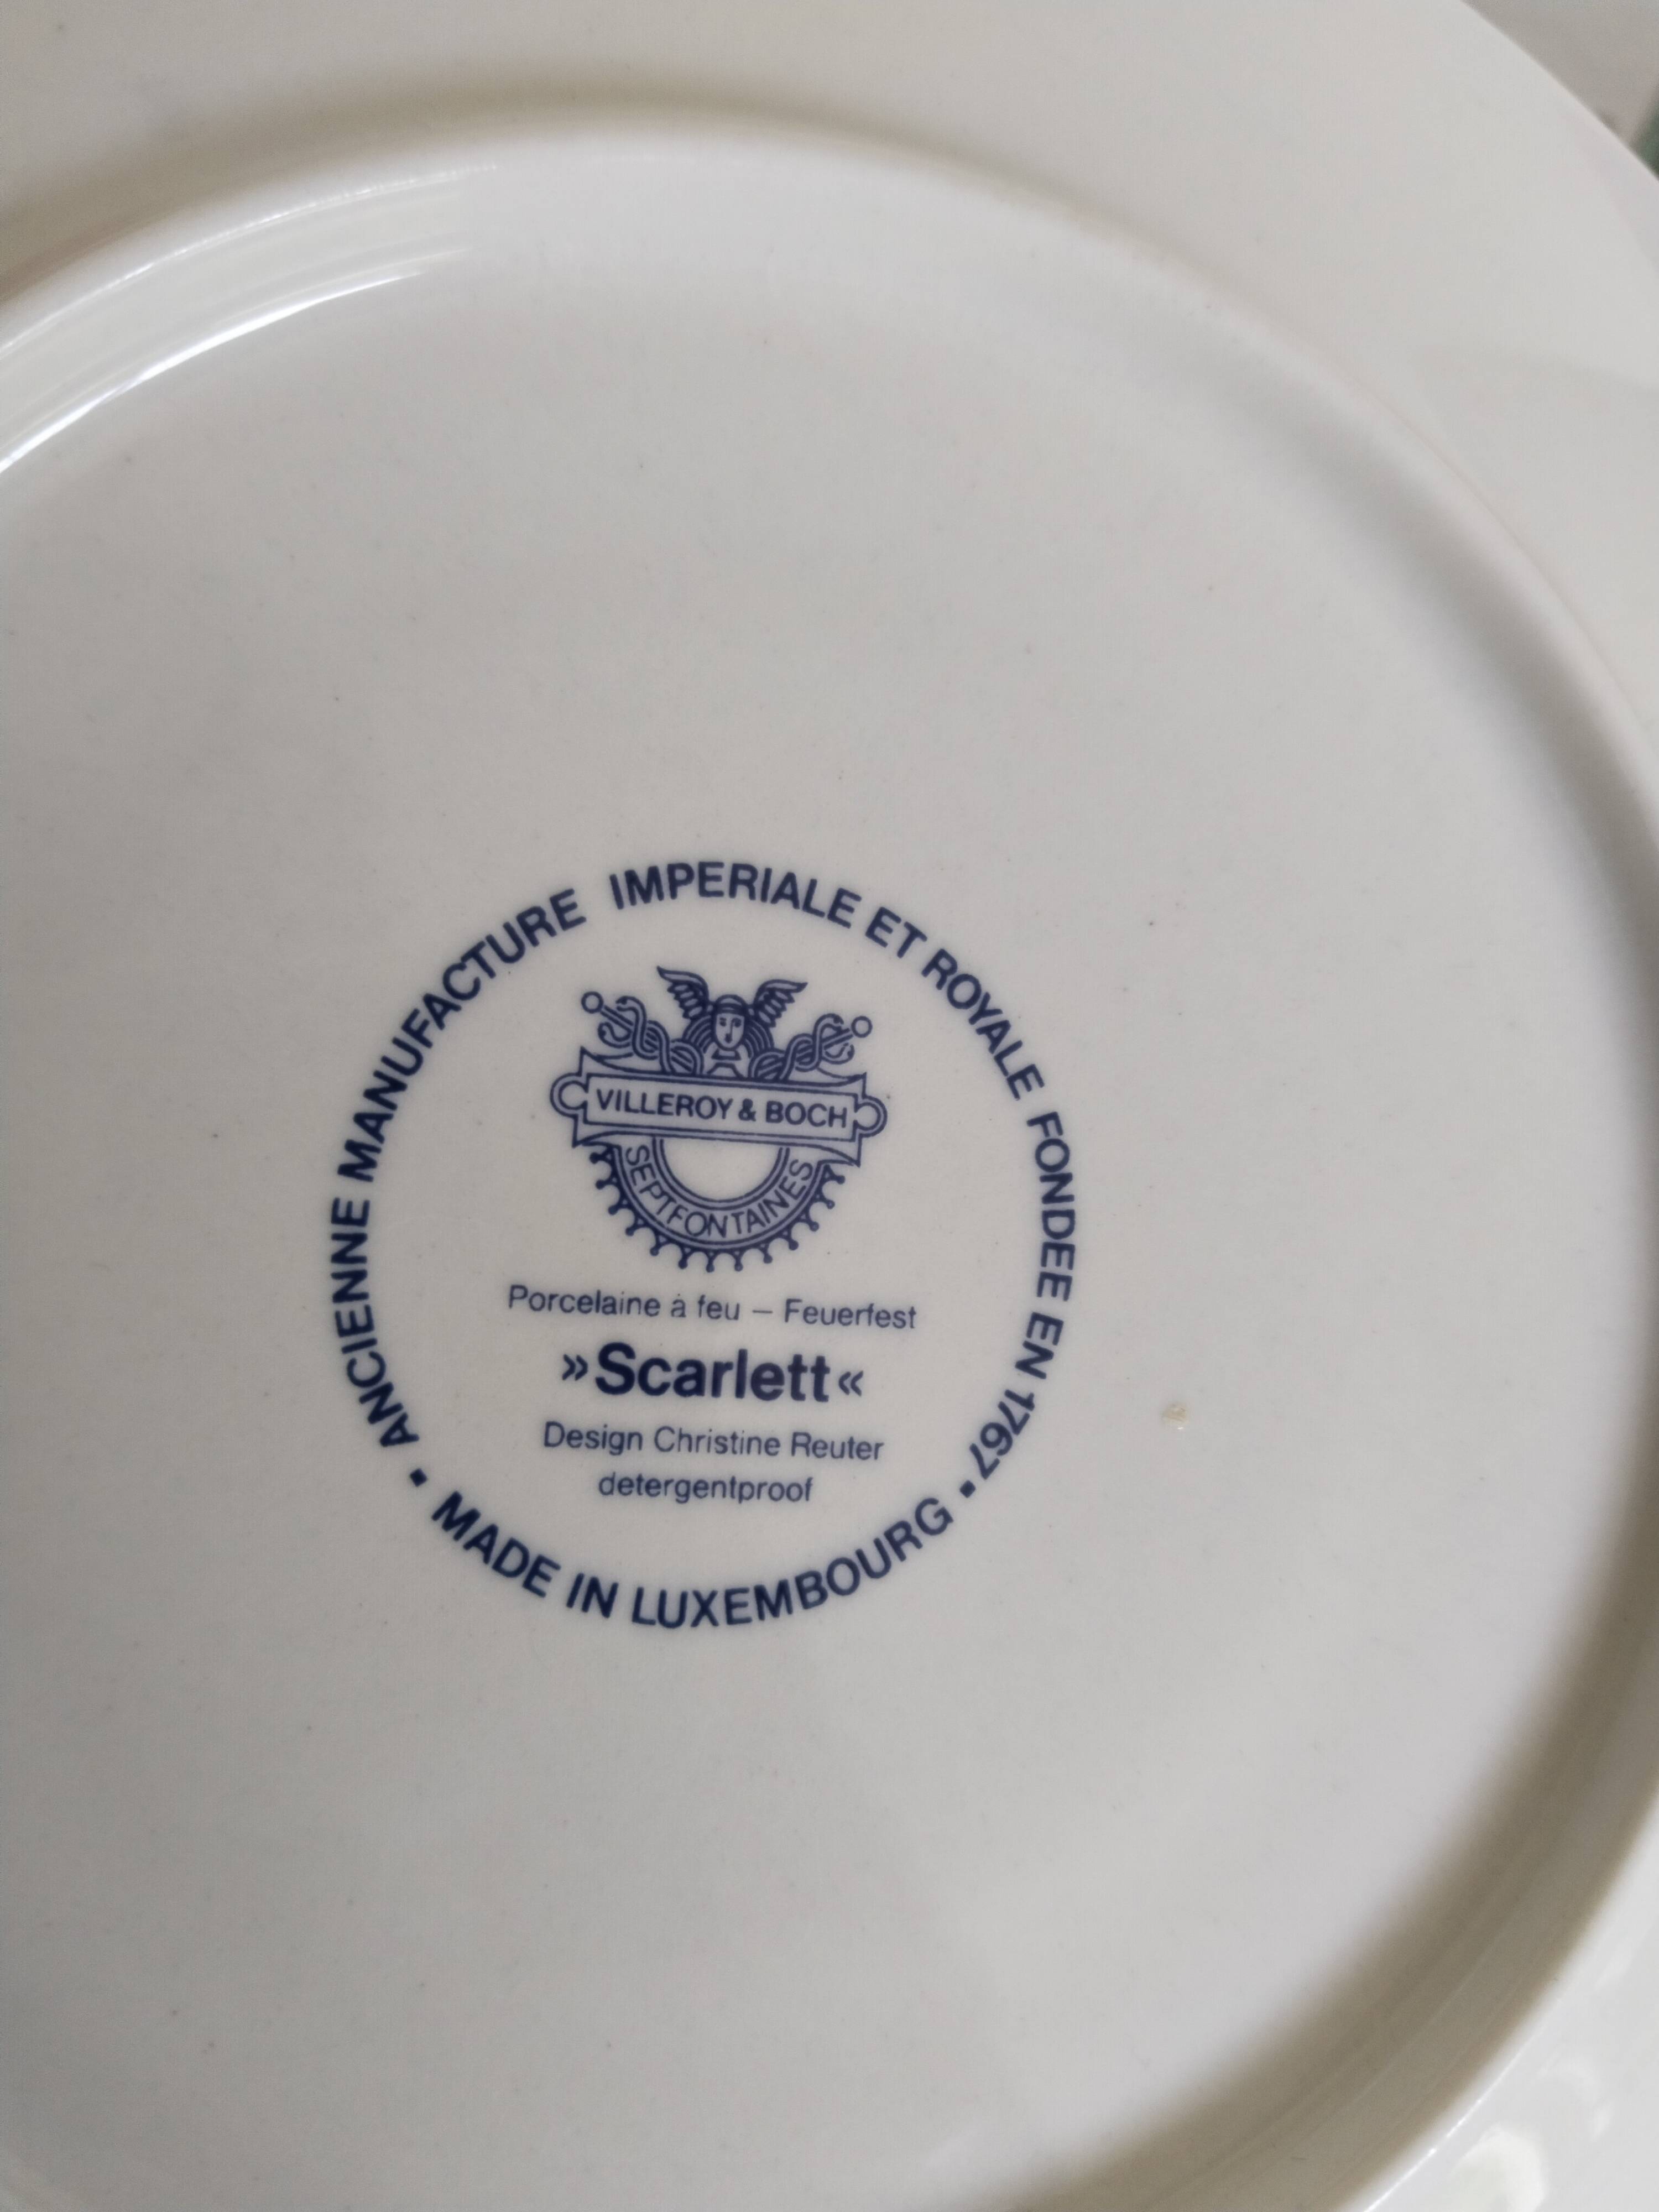 ANCIENNE MANUFACTURE IMPERIALE ET ROYALE FONDEE EN 1767 •
VILLEROY & BOCH
SEPTFONTAINES
Porcelaine à feu – Feuerfest
»Scarlett«
Design Christine Reuter
detergentproof
• MADE IN LUXEMBOURG